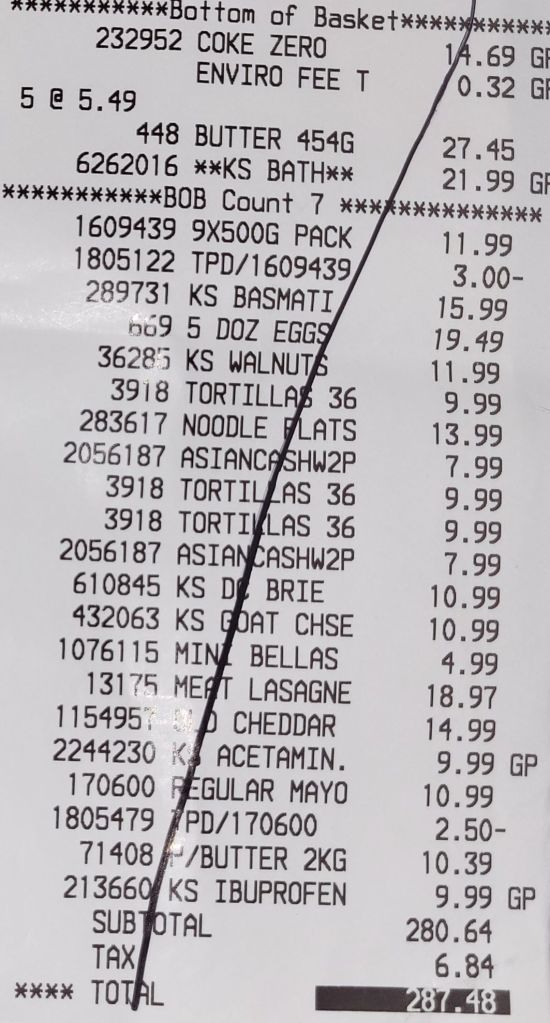 ***********Bottom of Basket***********
232952 COKE ZERO 14.69 GP
ENVIRO FEE T 0.32 GP
5 @ 5.49
448 BUTTER 454G 27.45
6262016 **KS BATH** 21.99 GP
***********BOB Count 7 **************
1609439 9X500G PACK 11.99
1805122 TPD/1609439 3.00-
289731 KS BASMATI 15.99
669 5 DOZ EGGS 19.49
36285 KS WALNUTS 11.99
3918 TORTILLAS 36 9.99
283617 NOODLE FLATS 13.99
2056187 ASIANCASHW2P 7.99
3918 TORTILLAS 36 9.99
3918 TORTILLAS 36 9.99
2056187 ASIANCASHW2P 7.99
610845 KS DC BRIE 10.99
432063 KS GOAT CHSE 10.99
1076115 MINI BELLAS 4.99
13175 MEAT LASAGNE 18.97
1154957 CHEDDAR 14.99
2244230 KS ACETAMIN. 9.99 GP
170600 REGULAR MAYO 10.99
1805479 TPD/170600 2.50-
71408 P/BUTTER 2KG 10.39
213660 KS IBUPROFEN 9.99 GP
SUBTOTAL 280.64
TAX 6.84
**** TOTAL 287.48